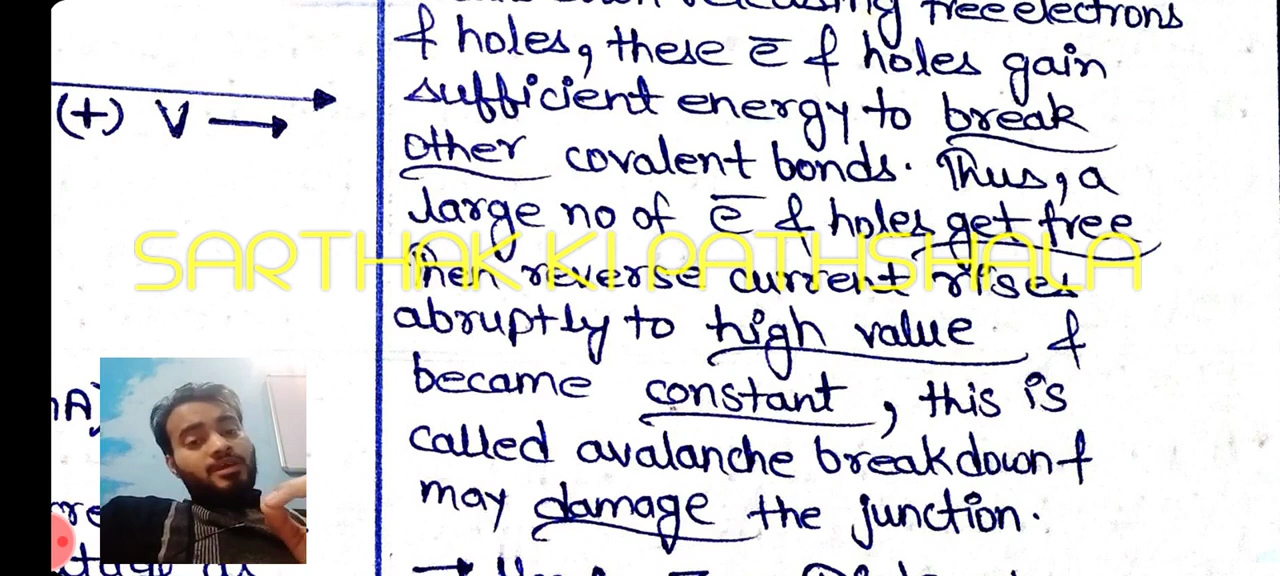 releasing free electrons
& holes, these e̅ & holes gain
sufficient energy to break
(+) V →
other covalent bonds. Thus, a
large no of e̅ & holes get free
SARTHAK KI PATHSHALA
Then reverse current rises
abruptly to high value &
became constant, this is
called avalanche breakdown &
may damage the junction.